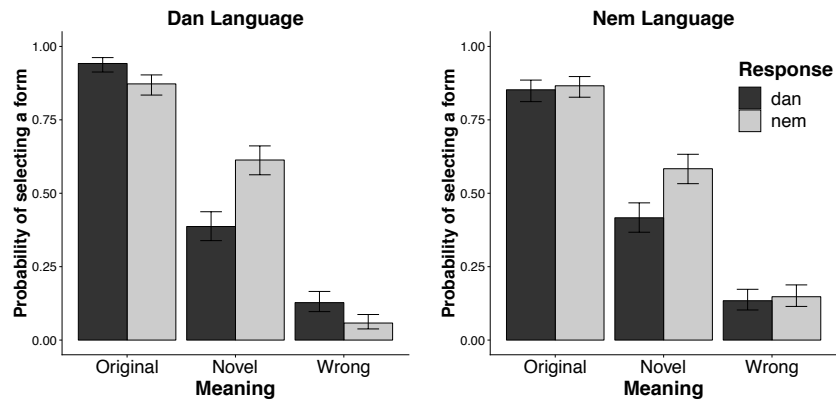 Dan Language
Probability of selecting a form
1.00
0.75
0.50
0.25
0.00
Original Novel Wrong
Meaning
Nem Language
Probability of selecting a form
1.00
0.75
0.50
0.25
0.00
Original Novel Wrong
Meaning
Response
dan
nem